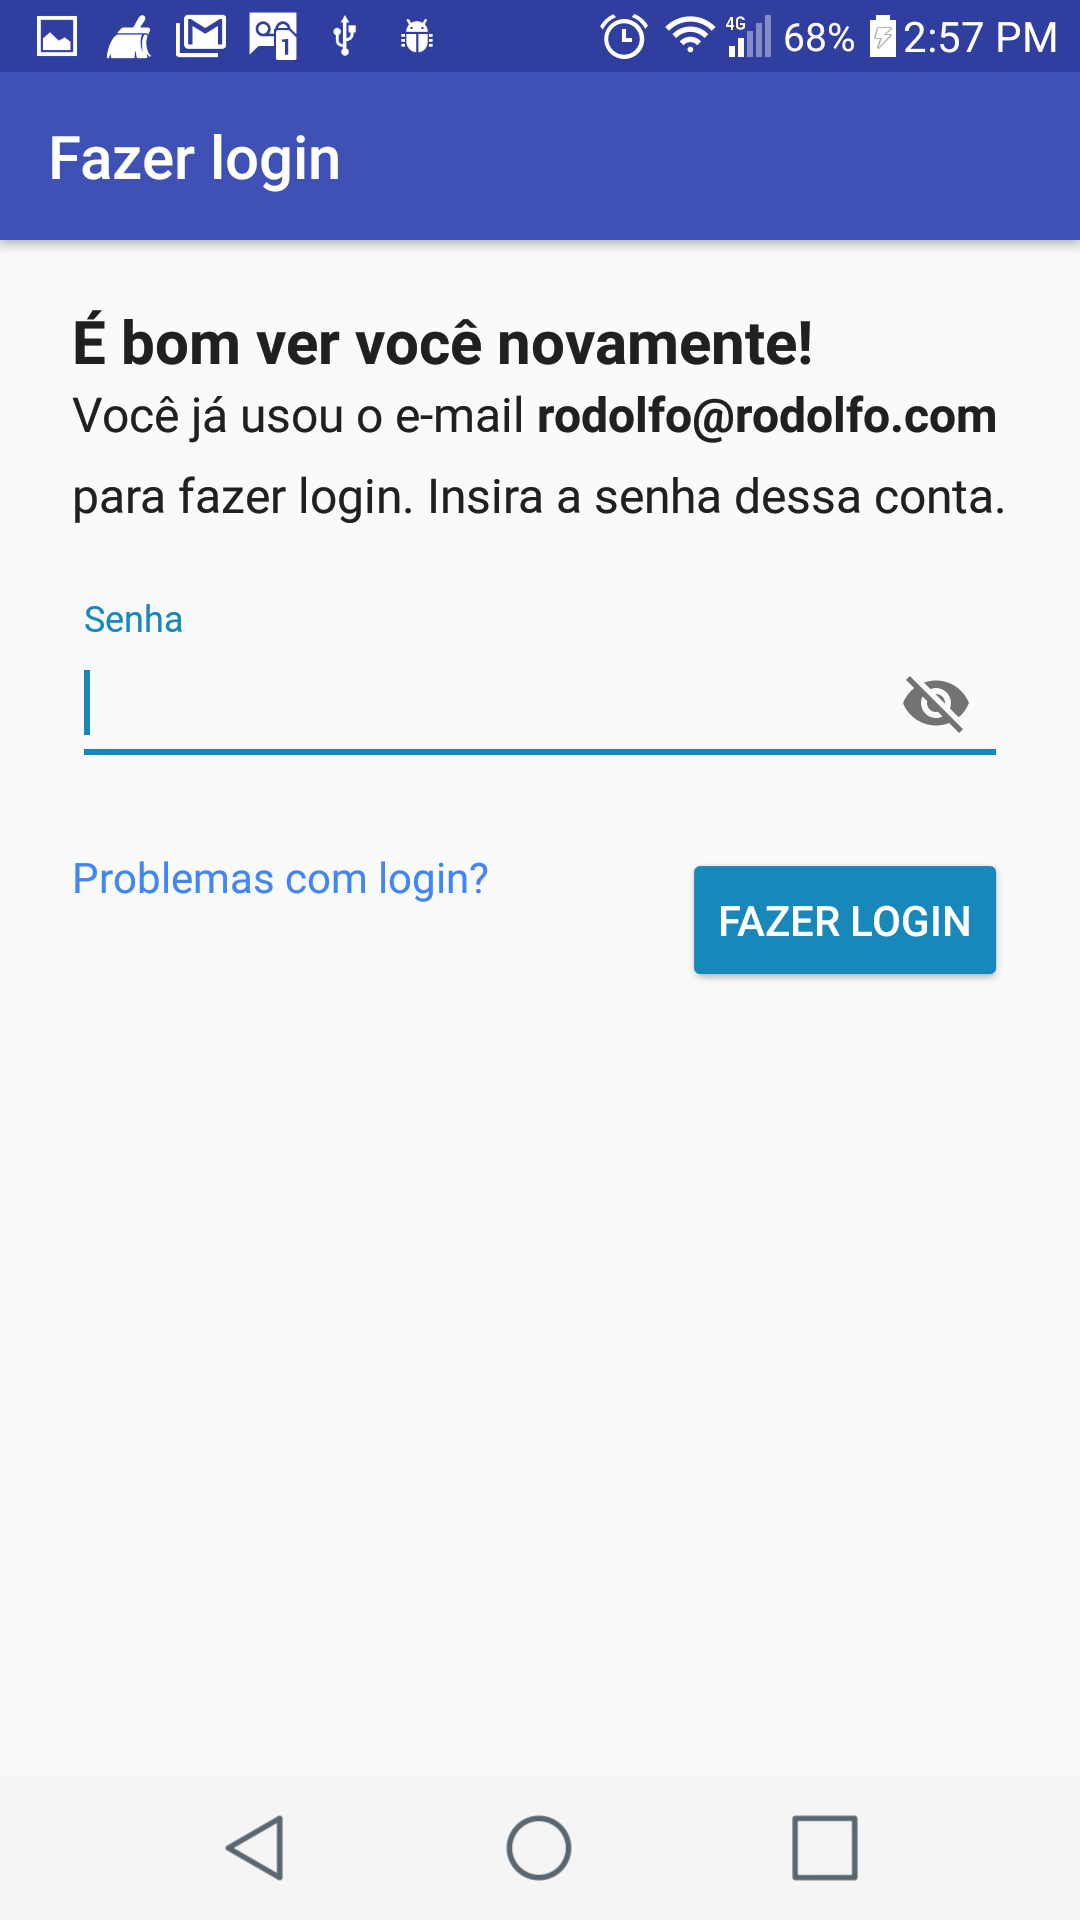 4G 68% 2:57 PM
1
Fazer login
É bom ver você novamente!
Você já usou o e-mail rodolfo@rodolfo.com
para fazer login. Insira a senha dessa conta.
Senha
Problemas com login?
FAZER LOGIN